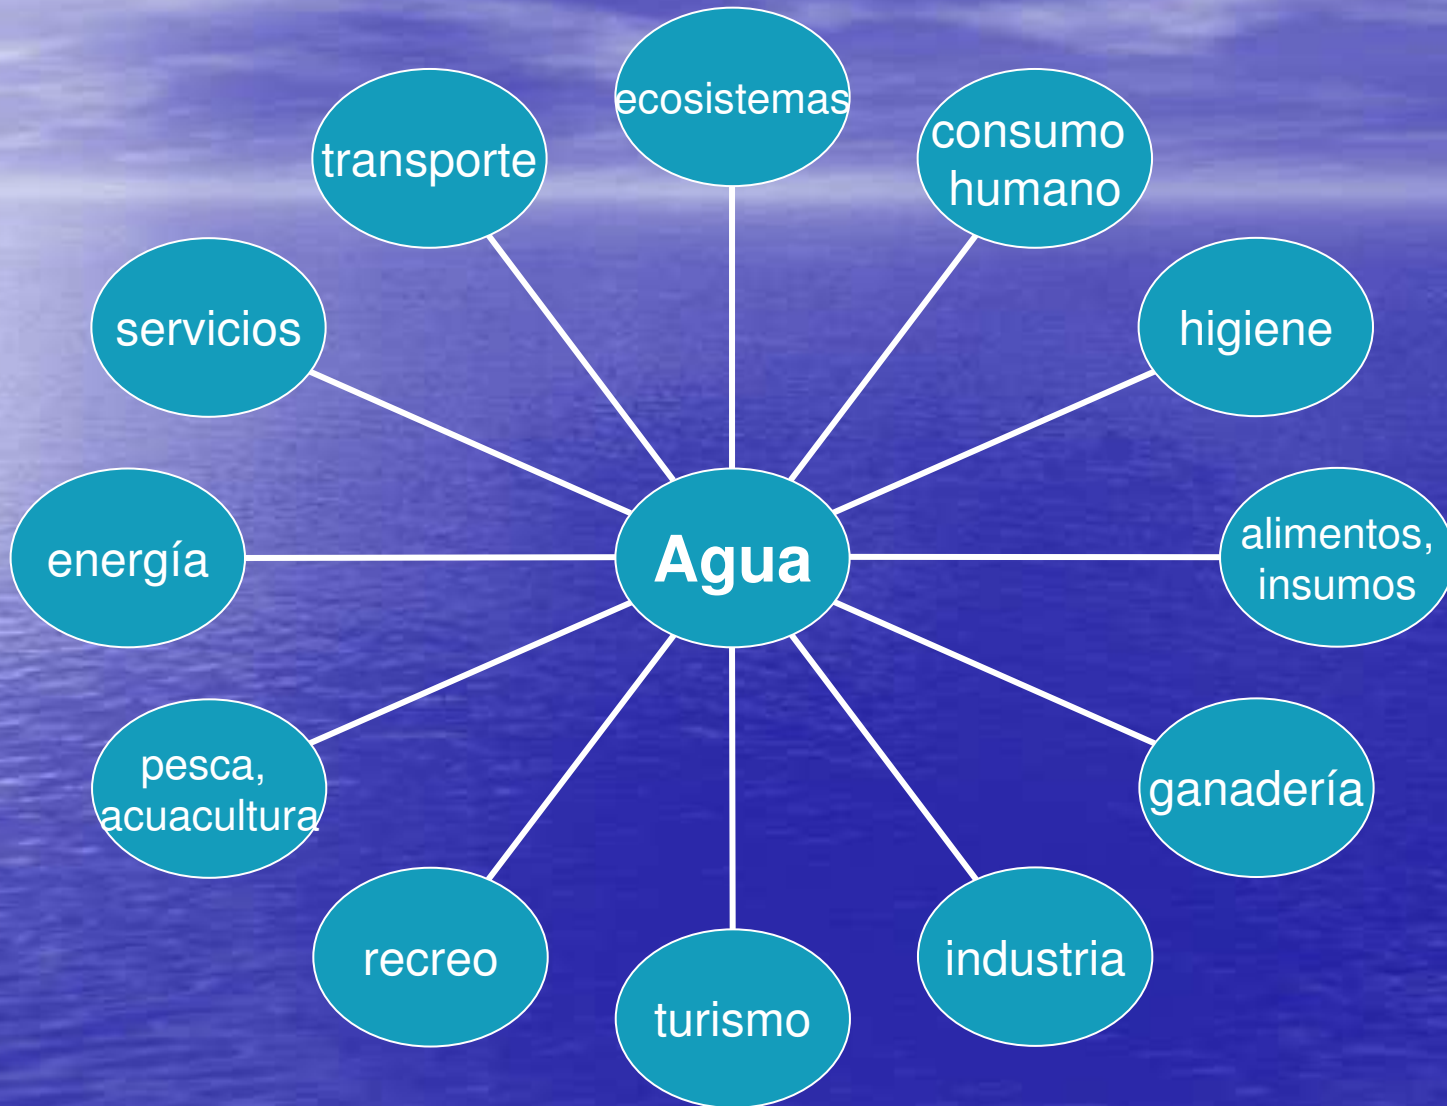 ecosistemas
transporte
consumo
humano
servicios
higiene
energía
Agua
alimentos,
insumos
pesca,
acuacultura
ganadería
recreo
industria
turismo